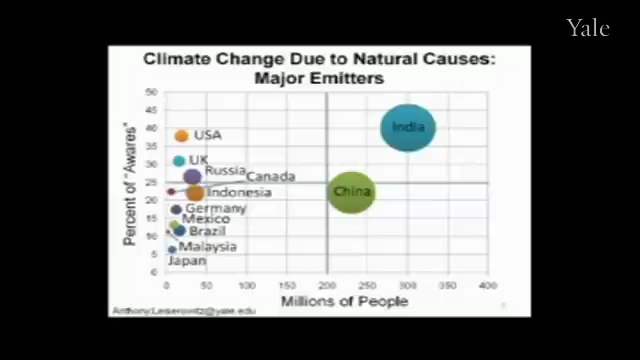 Yale
Climate Change Due to Natural Causes:
Major Emitters
Percent of "Awares"
50
45
40
35
30
25
20
15
10
5
0
USA
UK
Russia
Canada
Indonesia
Germany
Mexico
Brazil
Malaysia
Japan
India
China
0 50 100 150 200 250 300 350 400
Millions of People
Anthony.Leiserowitz@yale.edu